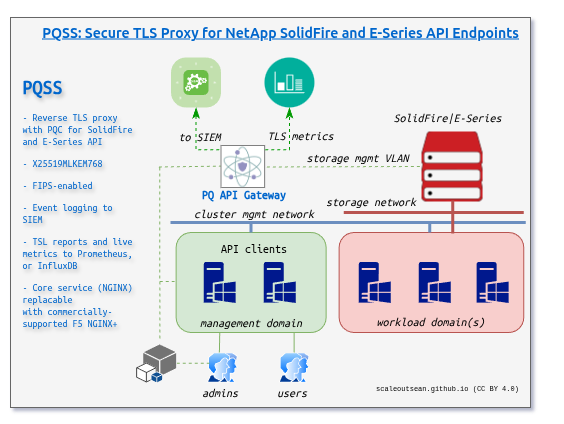 PQSS: Secure TLS Proxy for NetApp SolidFire and E-Series API Endpoints
PQSS
- Reverse TLS proxy
with PQC for SolidFire
and E-Series API
- X25519MLKEM768
- FIPS-enabled
- Event logging to
SIEM
- TSL reports and live
metrics to Prometheus,
or InfluxDB
- Core service (NGINX)
replacable
with commercially-
supported F5 NGINX+
to SIEM
TLS metrics
SolidFire|E-Series
storage mgmt VLAN
PQ API Gateway
storage network
cluster mgmt network
API clients
management domain
workload domain(s)
admins
users
scaleoutsean.github.io (CC BY 4.0)